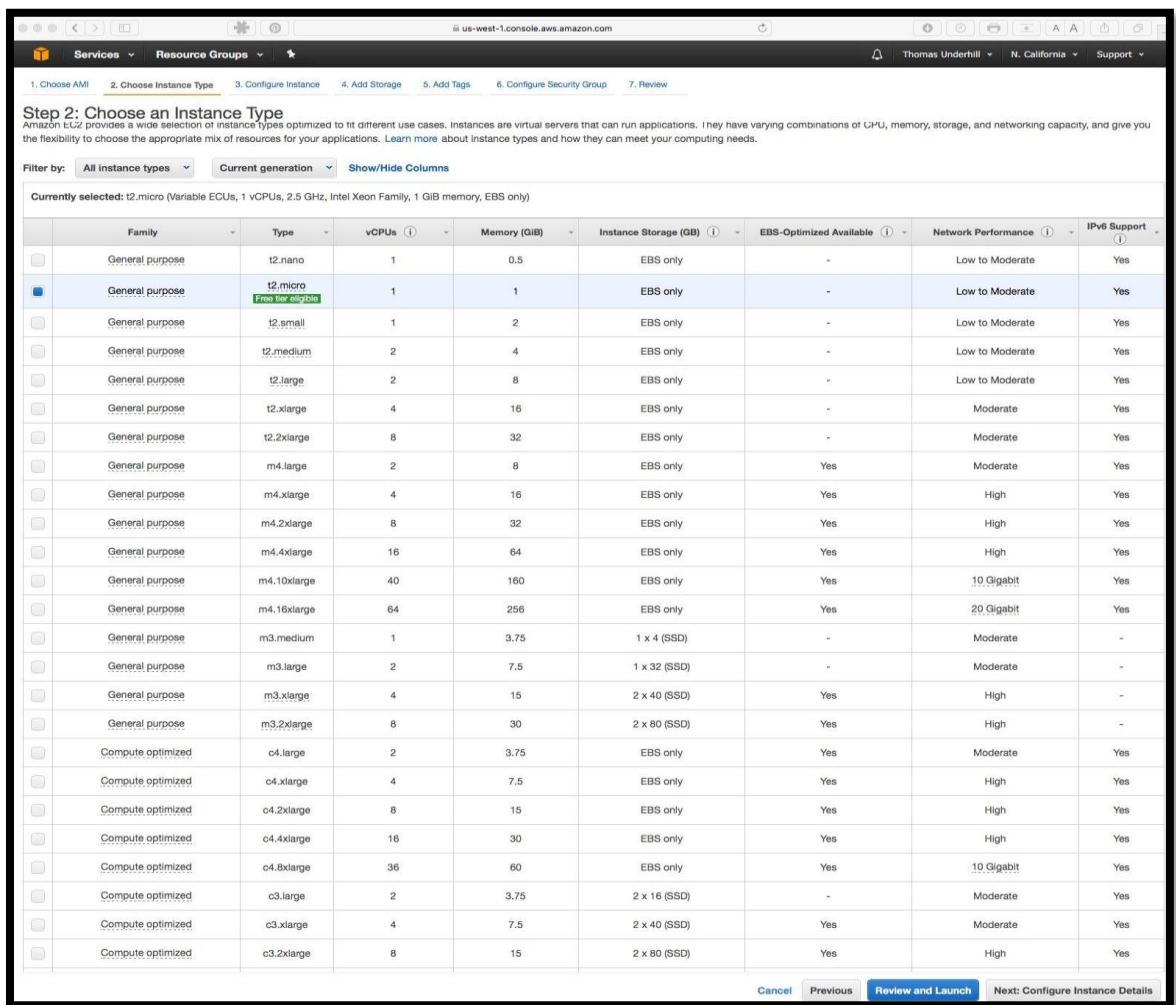 us-west-1.console.aws.amazon.com
Services Resource Groups Thomas Underhill N. California Support
1. Choose AMI 2. Choose Instance Type 3. Configure Instance 4. Add Storage 5. Add Tags 6. Configure Security Group 7. Review
Step 2: Choose an Instance Type
Amazon EC2 provides a wide selection of instance types optimized to fit different use cases. Instances are virtual servers that can run applications. They have varying combinations of CPU, memory, storage, and networking capacity, and give you
the flexibility to choose the appropriate mix of resources for your applications. Learn more about instance types and how they can meet your computing needs.
Filter by: All instance types Current generation Show/Hide Columns
Currently selected: t2.micro (Variable ECUs, 1 vCPUs, 2.5 GHz, Intel Xeon Family, 1 GiB memory, EBS only)
Family Type vCPUs Memory (GiB) Instance Storage (GB) EBS-Optimized Available Network Performance IPv6 Support
General purpose t2.nano 1 0.5 EBS only - Low to Moderate Yes
General purpose t2.micro 1 1 EBS only - Low to Moderate Yes
Free tier eligible
General purpose t2.small 1 2 EBS only - Low to Moderate Yes
General purpose t2.medium 2 4 EBS only - Low to Moderate Yes
General purpose t2.large 2 8 EBS only - Low to Moderate Yes
General purpose t2.xlarge 4 16 EBS only - Moderate Yes
General purpose t2.2xlarge 8 32 EBS only - Moderate Yes
General purpose m4.large 2 8 EBS only Yes Moderate Yes
General purpose m4.xlarge 4 16 EBS only Yes High Yes
General purpose m4.2xlarge 8 32 EBS only Yes High Yes
General purpose m4.4xlarge 16 64 EBS only Yes High Yes
General purpose m4.10xlarge 40 160 EBS only Yes 10 Gigabit Yes
General purpose m4.16xlarge 64 256 EBS only Yes 20 Gigabit Yes
General purpose m3.medium 1 3.75 1 x 4 (SSD) - Moderate -
General purpose m3.large 2 7.5 1 x 32 (SSD) - Moderate -
General purpose m3.xlarge 4 15 2 x 40 (SSD) Yes High -
General purpose m3.2xlarge 8 30 2 x 80 (SSD) Yes High -
Compute optimized c4.large 2 3.75 EBS only Yes Moderate Yes
Compute optimized c4.xlarge 4 7.5 EBS only Yes High Yes
Compute optimized c4.2xlarge 8 15 EBS only Yes High Yes
Compute optimized c4.4xlarge 16 30 EBS only Yes High Yes
Compute optimized c4.8xlarge 36 60 EBS only Yes 10 Gigabit Yes
Compute optimized c3.large 2 3.75 2 x 16 (SSD) - Moderate Yes
Compute optimized c3.xlarge 4 7.5 2 x 40 (SSD) Yes Moderate Yes
Compute optimized c3.2xlarge 8 15 2 x 80 (SSD) Yes High Yes
Cancel Previous Review and Launch Next: Configure Instance Details